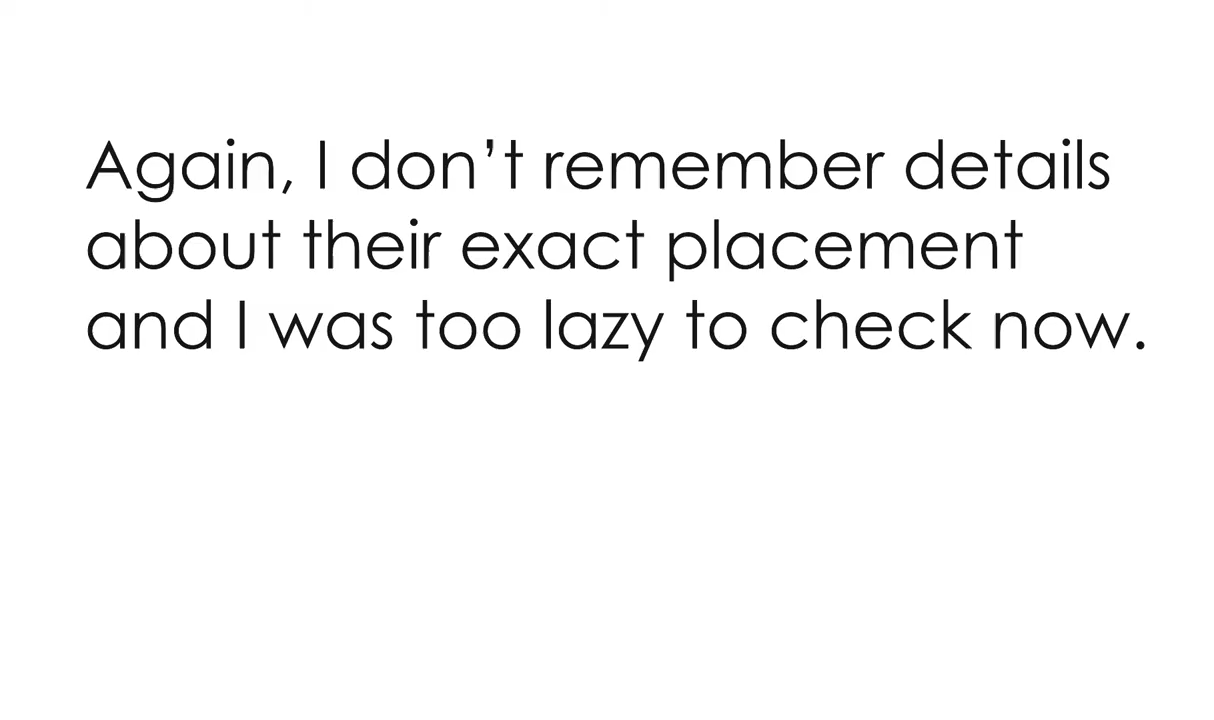 Again, I don’t remember details
about their exact placement
and I was too lazy to check now.